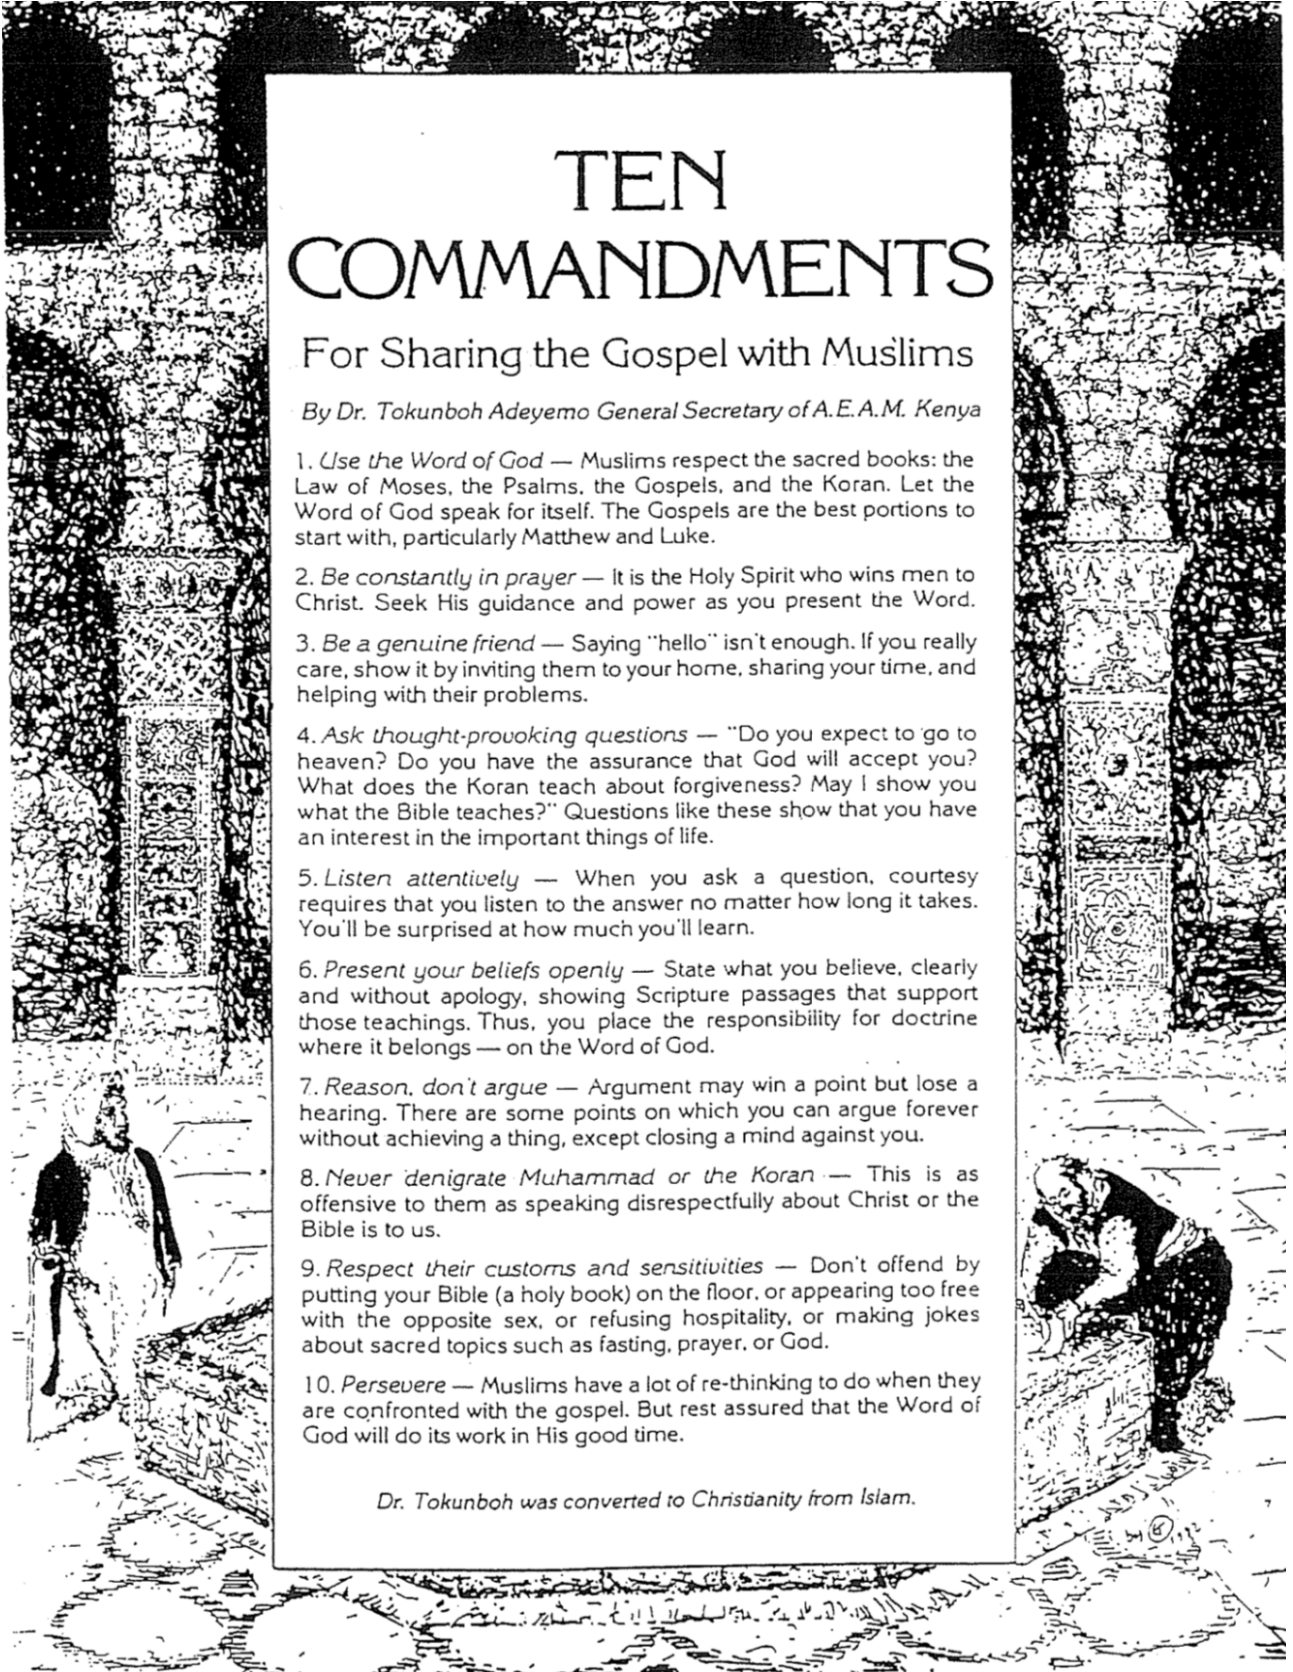 TEN
COMMANDMENTS
For Sharing the Gospel with Muslims
By Dr. Tokunboh Adeyemo General Secretary of A.E.A.M. Kenya
1. Use the Word of God — Muslims respect the sacred books: the
Law of Moses, the Psalms, the Gospels, and the Koran. Let the
Word of God speak for itself. The Gospels are the best portions to
start with, particularly Matthew and Luke.
2. Be constantly in prayer — It is the Holy Spirit who wins men to
Christ. Seek His guidance and power as you present the Word.
3. Be a genuine friend — Saying "hello" isn't enough. If you really
care, show it by inviting them to your home, sharing your time, and
helping with their problems.
4. Ask thought-provoking questions — "Do you expect to go to
heaven? Do you have the assurance that God will accept you?
What does the Koran teach about forgiveness? May I show you
what the Bible teaches?" Questions like these show that you have
an interest in the important things of life.
5. Listen attentively — When you ask a question, courtesy
requires that you listen to the answer no matter how long it takes.
You'll be surprised at how much you'll learn.
6. Present your beliefs openly — State what you believe, clearly
and without apology, showing Scripture passages that support
those teachings. Thus, you place the responsibility for doctrine
where it belongs — on the Word of God.
7. Reason, don't argue — Argument may win a point but lose a
hearing. There are some points on which you can argue forever
without achieving a thing, except closing a mind against you.
8. Never denigrate Muhammad or the Koran — This is as
offensive to them as speaking disrespectfully about Christ or the
Bible is to us.
9. Respect their customs and sensitivities — Don't offend by
putting your Bible (a holy book) on the floor, or appearing too free
with the opposite sex, or refusing hospitality, or making jokes
about sacred topics such as fasting, prayer, or God.
10. Persevere — Muslims have a lot of re-thinking to do when they
are confronted with the gospel. But rest assured that the Word of
God will do its work in His good time.
Dr. Tokunboh was converted to Christianity from Islam.